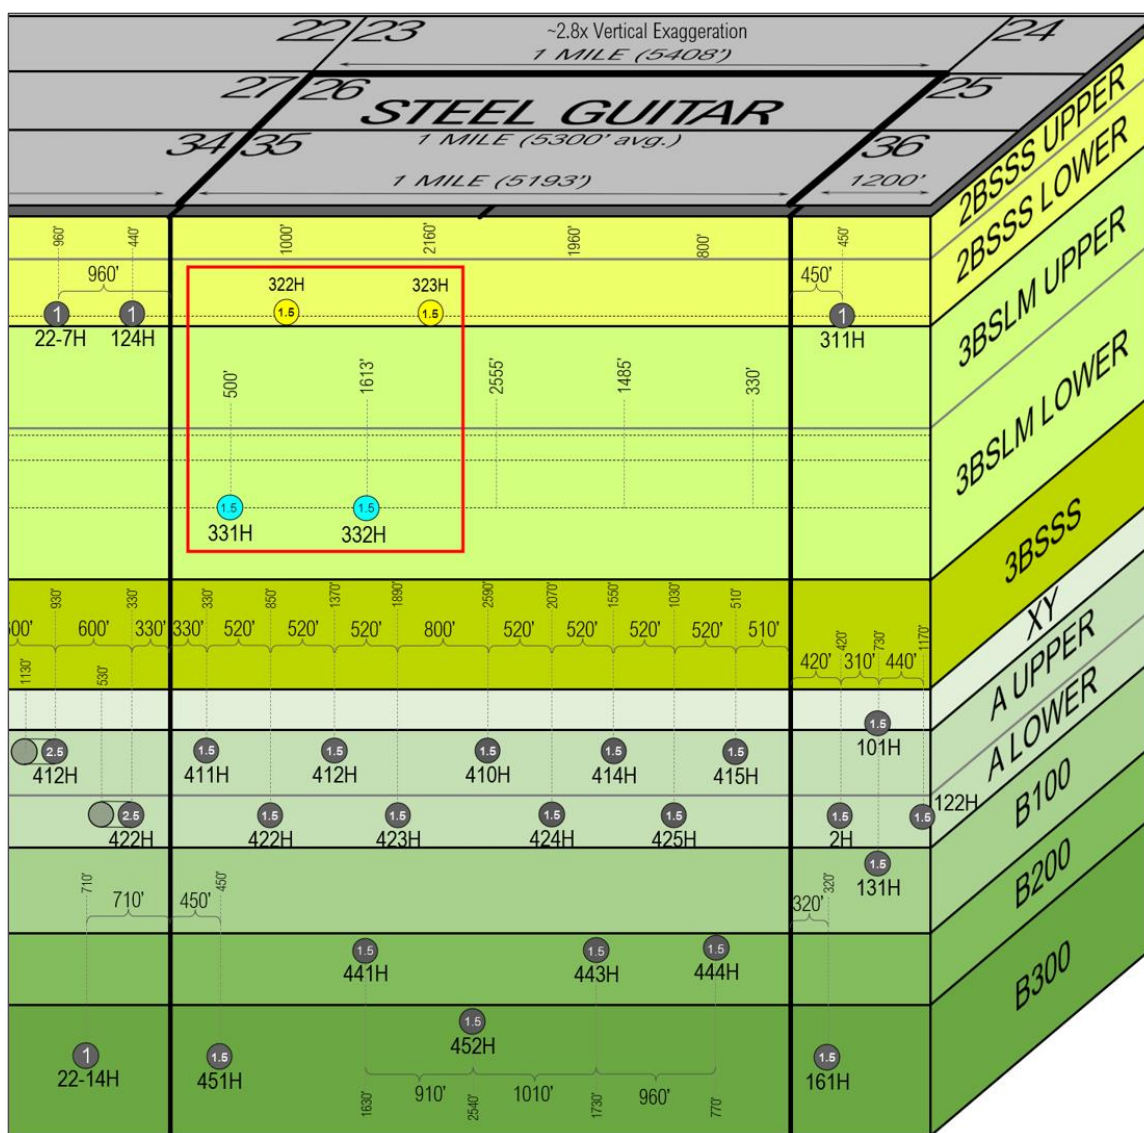 22 23 ~2.8x Vertical Exaggeration 24
1 MILE (5408')
27 26 STEEL GUITAR 25
34 35 1 MILE (5300' avg.) 36
1 MILE (5193') 1200'
2BSSS UPPER
2BSSS LOWER
3BSLM UPPER
3BSLM LOWER
3BSSS
XY
A UPPER
A LOWER
B100
B200
B300
960' 440' 1000' 2160' 1960' 800' 450'
960' 450'
322H 323H
1 1 1.5 1.5 1
22-7H 124H 311H
500' 1613' 2555' 1485' 330'
1.5 1.5
331H 332H
930' 330' 330' 850' 1370' 1890' 2590' 2070' 1550' 1030' 510'
600' 330' 330' 520' 520' 520' 800' 520' 520' 520' 520' 510'
420' 730' 1170'
420' 310' 440'
1130' 530'
1.5
101H
2.5 1.5 1.5 1.5 1.5 1.5
412H 411H 412H 410H 414H 415H
122H
2.5 1.5 1.5 1.5 1.5 1.5 1.5
422H 422H 423H 424H 425H 2H
1.5
131H
710' 450' 320'
710' 450' 320'
1.5 1.5 1.5
441H 443H 444H
1.5
452H
1 1.5 1.5
22-14H 451H 161H
910' 1010' 960'
1630' 2540' 1730' 770'